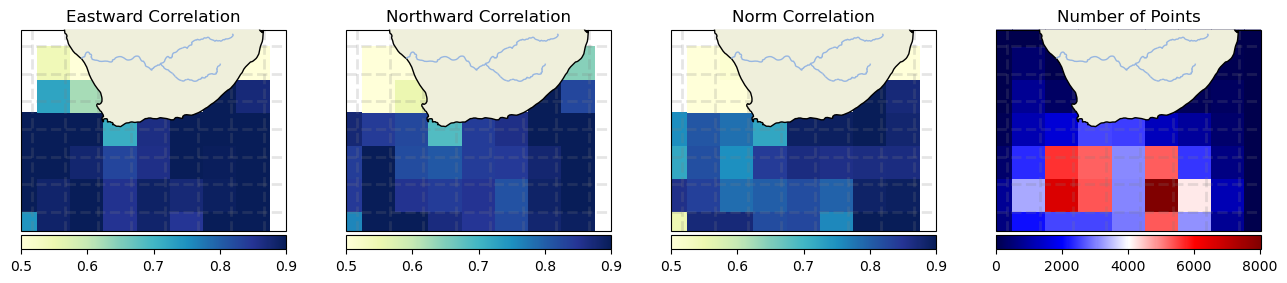 Eastward Correlation
Northward Correlation
Norm Correlation
Number of Points
0.5 0.6 0.7 0.8 0.9
0.5 0.6 0.7 0.8 0.9
0.5 0.6 0.7 0.8 0.9
0 2000 4000 6000 8000